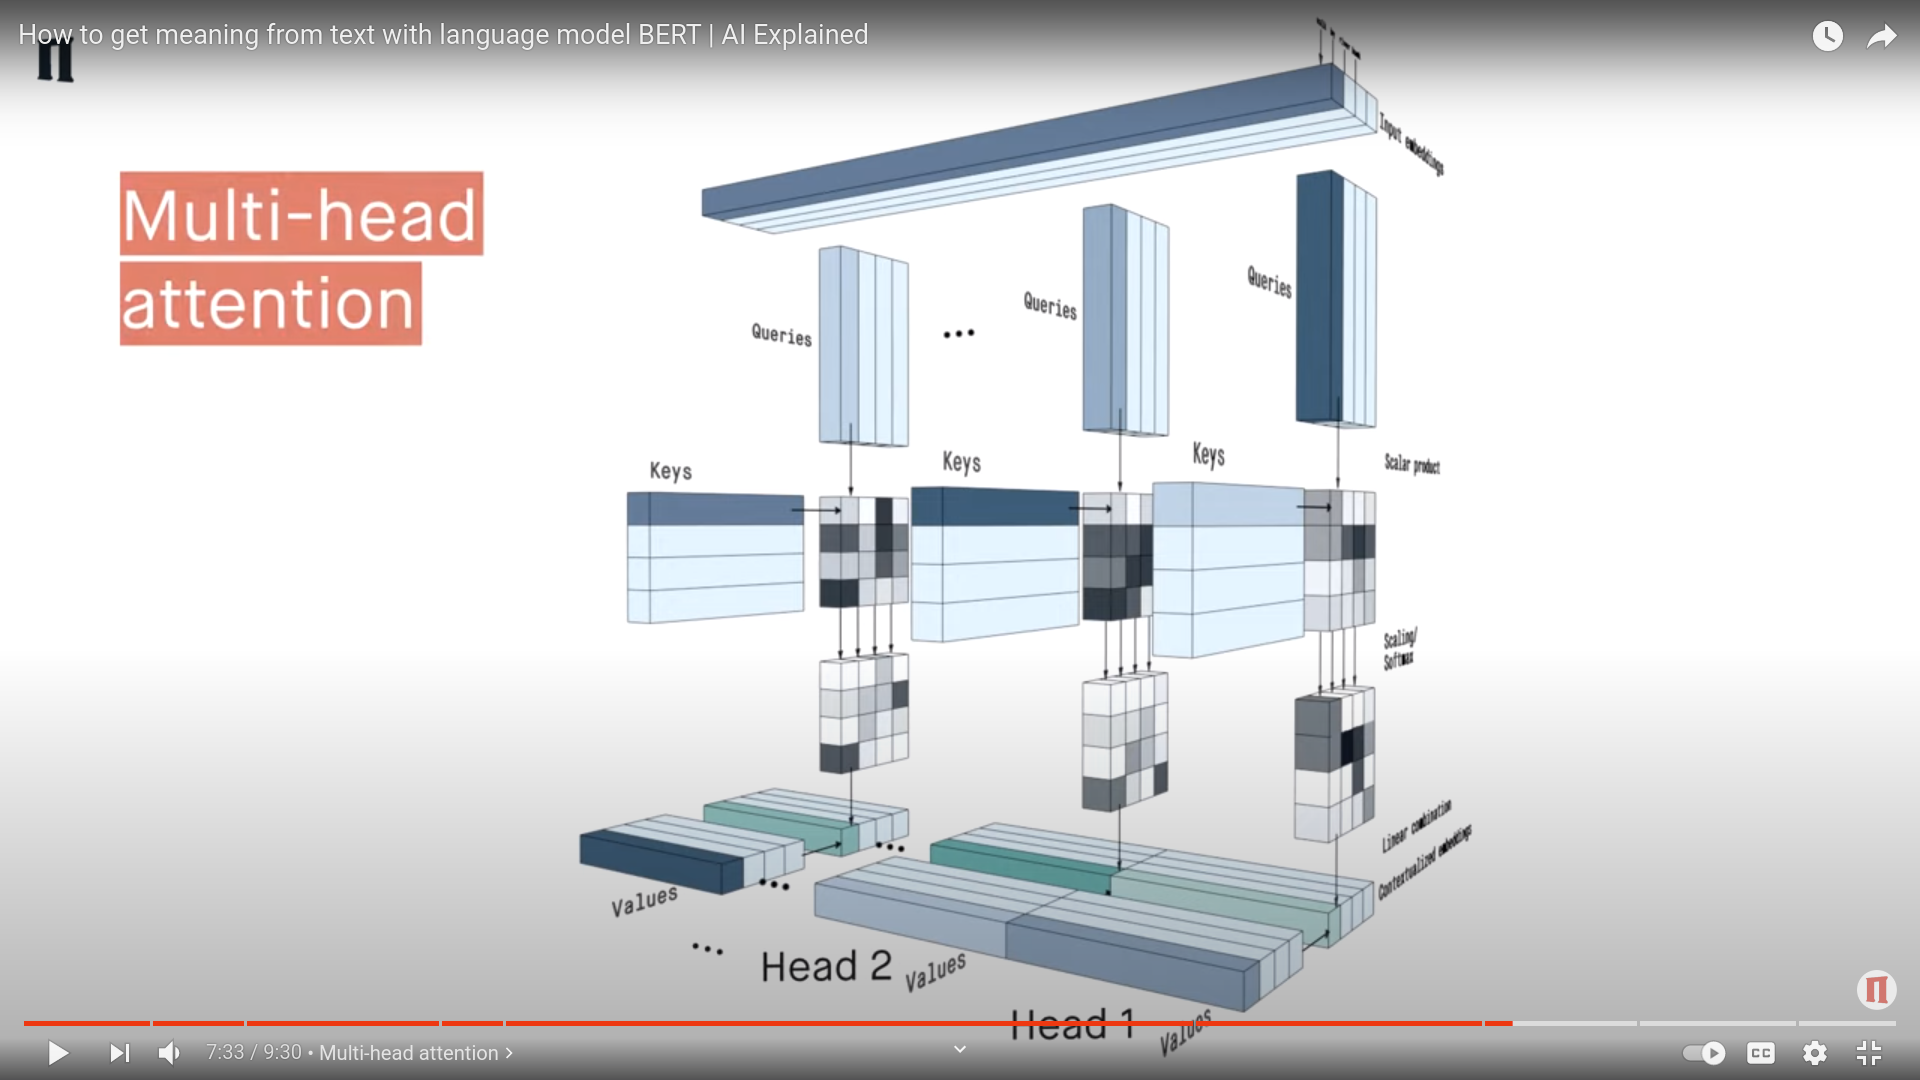 How to get meaning from text with language model BERT | AI Explained
Input embeddings
Multi-head
attention
Queries
Queries
Queries
Keys
Keys
Keys
Scalar product
Scaling/
Softmax
Linear combination
Contextualized embeddings
Values
Head 2
Values
Head 1
Values
7:33 / 9:30 • Multi-head attention
CC